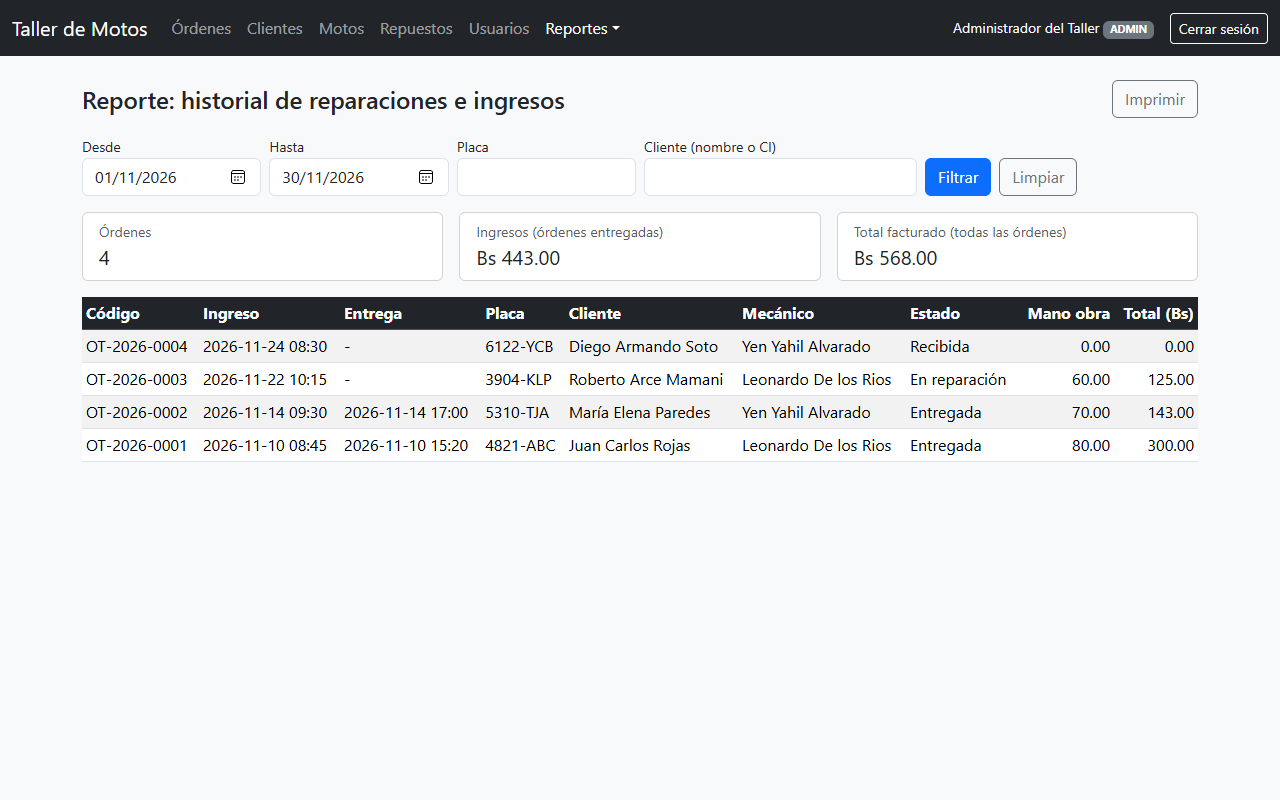 Taller de Motos Órdenes Clientes Motos Repuestos Usuarios Reportes Administrador del Taller ADMIN Cerrar sesión
Reporte: historial de reparaciones e ingresos Imprimir
Desde Hasta Placa Cliente (nombre o CI)
01/11/2026 30/11/2026 Filtrar Limpiar
Órdenes Ingresos (órdenes entregadas) Total facturado (todas las órdenes)
4 Bs 443.00 Bs 568.00
Código Ingreso Entrega Placa Cliente Mecánico Estado Mano obra Total (Bs)
OT-2026-0004 2026-11-24 08:30 - 6122-YCB Diego Armando Soto Yen Yahil Alvarado Recibida 0.00 0.00
OT-2026-0003 2026-11-22 10:15 - 3904-KLP Roberto Arce Mamani Leonardo De los Rios En reparación 60.00 125.00
OT-2026-0002 2026-11-14 09:30 2026-11-14 17:00 5310-TJA María Elena Paredes Yen Yahil Alvarado Entregada 70.00 143.00
OT-2026-0001 2026-11-10 08:45 2026-11-10 15:20 4821-ABC Juan Carlos Rojas Leonardo De los Rios Entregada 80.00 300.00